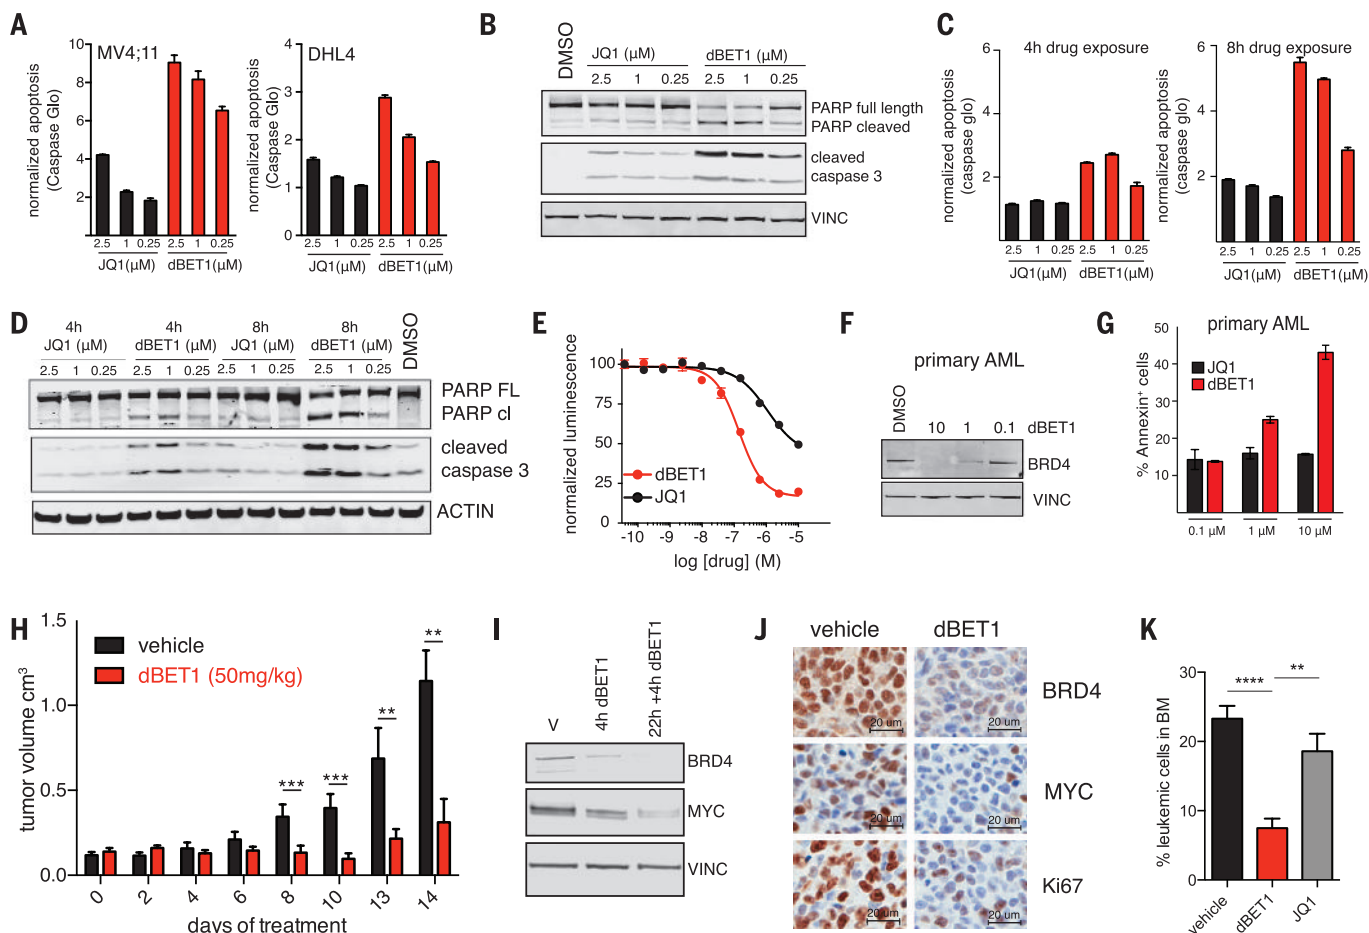 A
MV4;11
normalized apoptosis
(Caspase Glo)
10
8
6
4
2
2.5 1 0.25 2.5 1 0.25
JQ1(µM) dBET1(µM)
DHL4
normalized apoptosis
(Caspase Glo)
4
3
2
1
0
2.5 1 0.25 2.5 1 0.25
JQ1(µM) dBET1(µM)
B
DMSO
JQ1 (µM) dBET1(µM)
2.5 1 0.25 2.5 1 0.25
PARP full length
PARP cleaved
cleaved
caspase 3
VINC
C
4h drug exposure
normalized apoptosis
(caspase glo)
6
4
2
2.5 1 0.25 2.5 1 0.25
JQ1(µM) dBET1(µM)
8h drug exposure
normalized apoptosis
(caspase glo)
6
4
2
2.5 1 0.25 2.5 1 0.25
JQ1(µM) dBET1(µM)
D
4h 4h 8h 8h
JQ1 (µM) dBET1 (µM) JQ1 (µM) dBET1 (µM)
DMSO
2.5 1 0.25 2.5 1 0.25 2.5 1 0.25 2.5 1 0.25
PARP FL
PARP cl
cleaved
caspase 3
ACTIN
E
normalized luminescence
100
75
50
25
0
dBET1
JQ1
-10 -9 -8 -7 -6 -5
log [drug] (M)
F
primary AML
DMSO
10 1 0.1 dBET1
BRD4
VINC
G
primary AML
% Annexin+ cells
50
40
30
20
10
JQ1
dBET1
0.1 µM 1 µM 10 µM
H
tumor volume cm3
1.5
1.0
0.5
0.0
vehicle
dBET1 (50mg/kg)
*** *** ** **
0 2 4 6 8 10 13 14
days of treatment
I
V 4h dBET1 22h +4h dBET1
BRD4
MYC
VINC
J
vehicle dBET1
BRD4
20 um 20 um
MYC
20 um 20 um
Ki67
20 um 20 um
K
% leukemic cells in BM
30
20
10
0
**** **
vehicle dBET1 JQ1